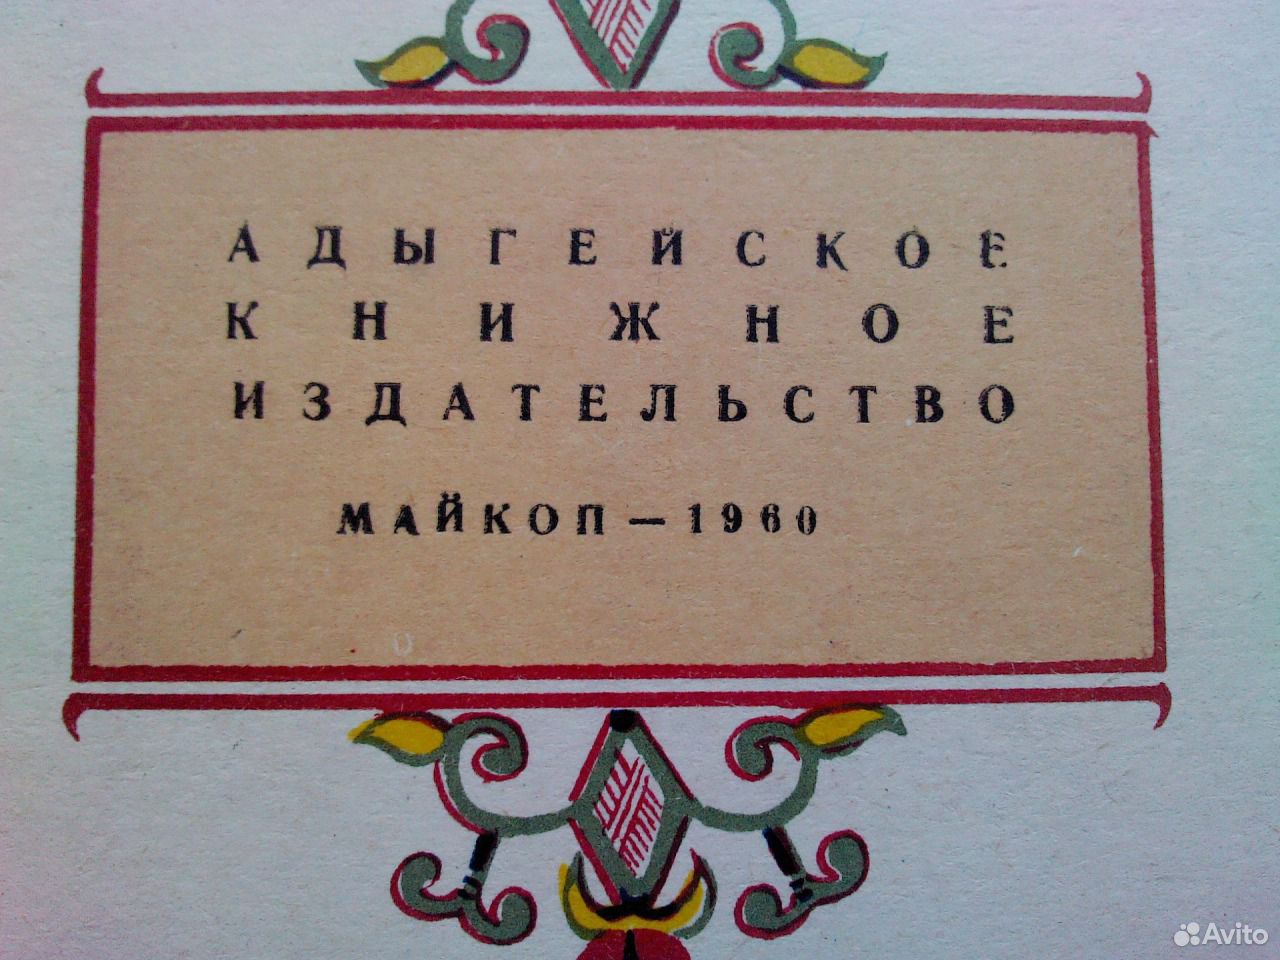 АДЫГЕЙСКОЕ
КНИЖНОЕ
ИЗДАТЕЛЬСТВО
МАЙКОП — 1960
Avito